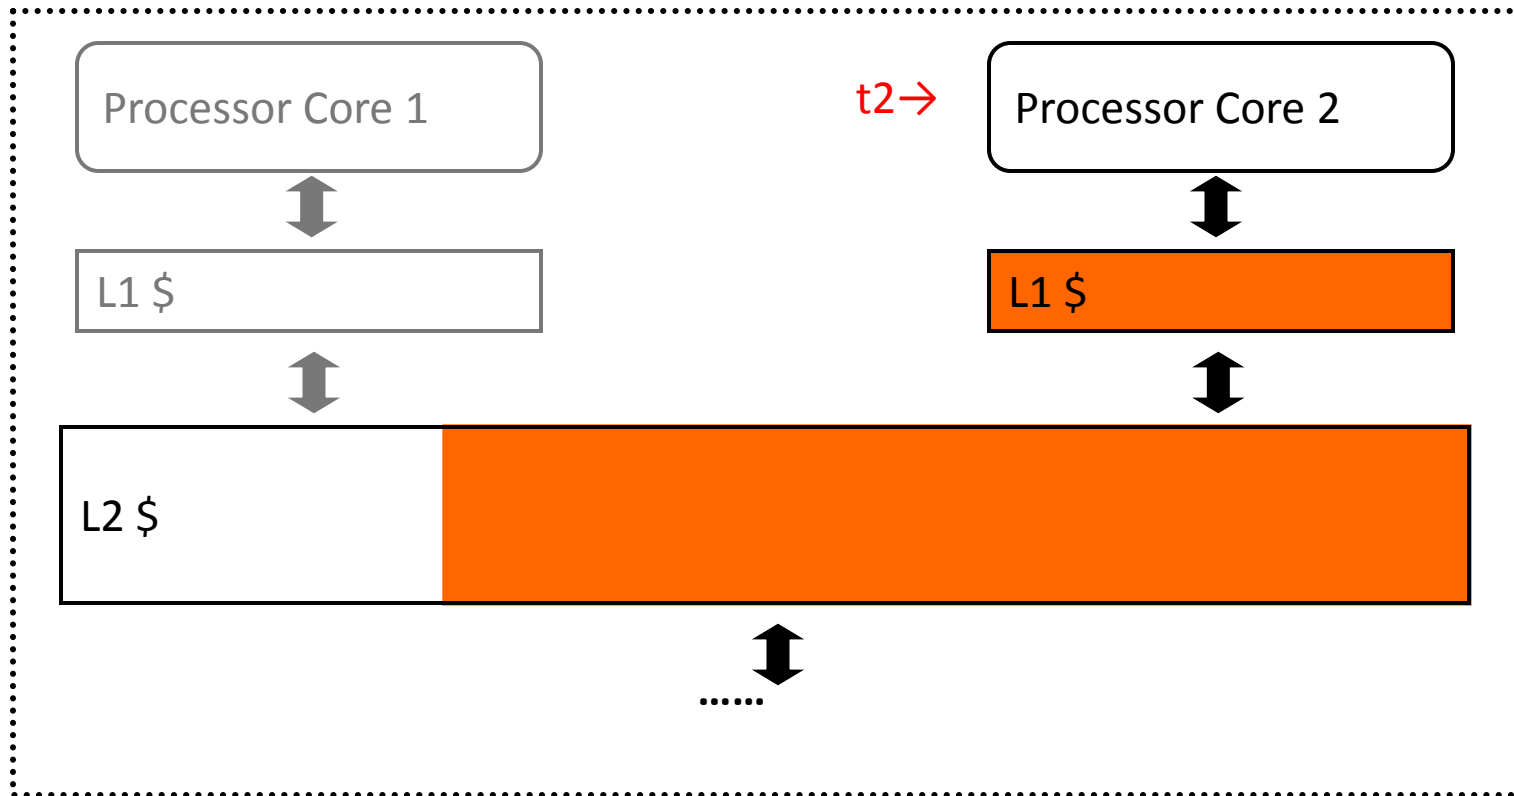 Processor Core 1
t2→
Processor Core 2
L1 $
L1 $
L2 $
......